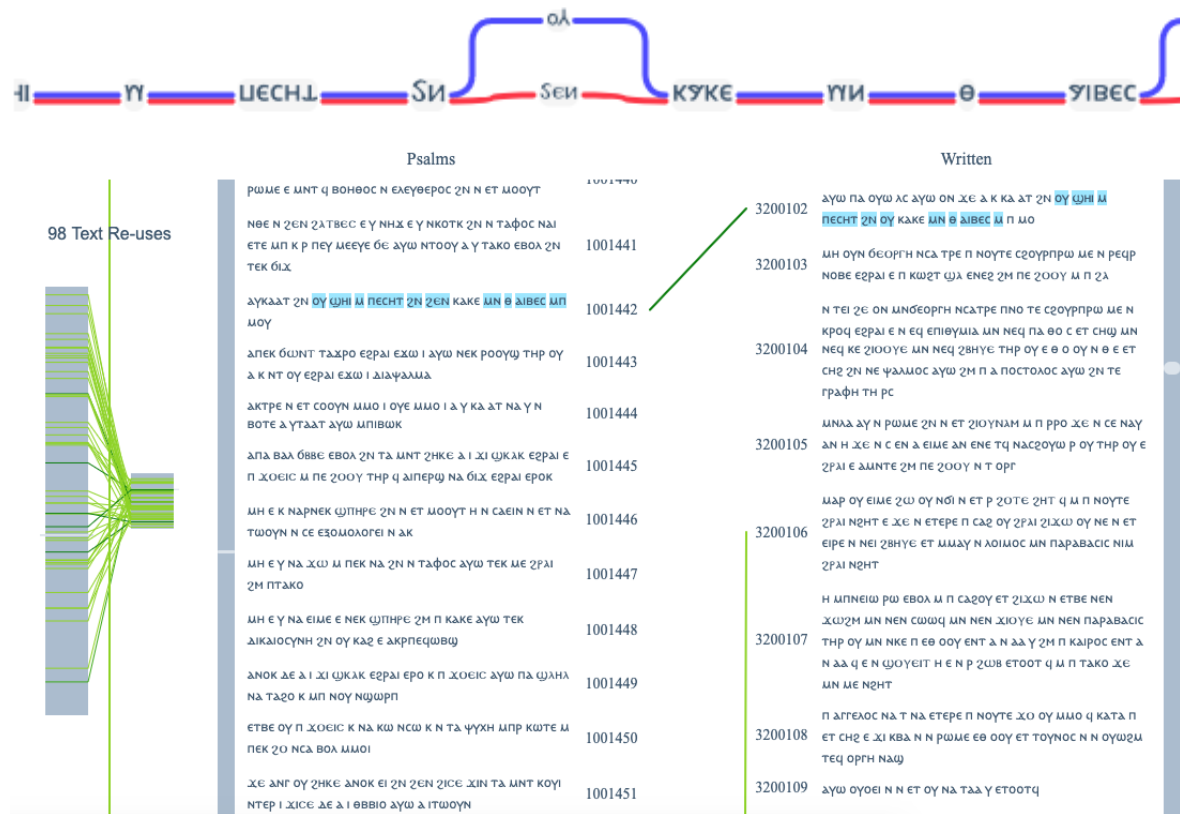 ⲟⲩ
ⲏⲓ ⲙ ⲡⲉⲥⲏⲧ ϩⲛ ϩⲉⲛ ⲕⲁⲕⲉ ⲙⲛ ⲑ ⲁⲓⲃⲉⲥ
98 Text Re-uses
Psalms
1001440
ⲣⲱⲙⲉ ⲉ ⲙⲛⲧ ϥ ⲃⲟⲏⲑⲟⲥ ⲛ ⲉⲗⲉⲩⲑⲉⲣⲟⲥ ϩⲛ ⲛ ⲉⲧ ⲙⲟⲟⲩⲧ
ⲛⲑⲉ ⲛ ϩⲉⲛ ϩⲁⲧⲃⲉⲥ ⲉ ⲩ ⲛⲏϫ ⲉ ⲩ ⲛⲕⲟⲧⲕ ϩⲛ ⲛ ⲧⲁⲫⲟⲥ ⲛⲁⲓ
ⲉⲧⲉ ⲙⲡ ⲕ ⲣ ⲡⲉⲩ ⲙⲉⲉⲩⲉ ϭⲉ ⲁⲩⲱ ⲛⲧⲟⲟⲩ ⲁ ⲩ ⲧⲁⲕⲟ ⲉⲃⲟⲗ ϩⲛ
ⲧⲉⲕ ϭⲓϫ
1001441
ⲁⲩⲕⲁⲁⲧ ϩⲛ ⲟⲩ ϣⲏⲓ ⲙ ⲡⲉⲥⲏⲧ ϩⲛ ϩⲉⲛ ⲕⲁⲕⲉ ⲙⲛ ⲑ ⲁⲓⲃⲉⲥ ⲙⲡ
ⲙⲟⲩ
1001442
ⲁⲡⲉⲕ ϭⲱⲛⲧ ⲧⲁϫⲣⲟ ⲉϩⲣⲁⲓ ⲉϫⲱ ⲓ ⲁⲩⲱ ⲛⲉⲕ ⲣⲟⲟⲩϣ ⲧⲏⲣ ⲟⲩ
ⲁ ⲕ ⲛⲧ ⲟⲩ ⲉϩⲣⲁⲓ ⲉϫⲱ ⲓ ⲇⲓⲁⲯⲁⲗⲙⲁ
1001443
ⲁⲕⲧⲣⲉ ⲛ ⲉⲧ ⲥⲟⲟⲩⲛ ⲙⲙⲟ ⲓ ⲟⲩⲉ ⲙⲙⲟ ⲓ ⲁ ⲩ ⲕⲁ ⲁⲧ ⲛⲁ ⲩ ⲛ
ⲃⲟⲧⲉ ⲁ ⲩⲧⲁⲁⲧ ⲁⲩⲱ ⲙⲡⲓⲃⲱⲕ
1001444
ⲁⲡⲁ ⲃⲁⲗ ϭⲃⲃⲉ ⲉⲃⲟⲗ ϩⲛ ⲧⲁ ⲙⲛⲧ ϩⲏⲕⲉ ⲁ ⲓ ϫⲓ ϣⲕⲁⲕ ⲉϩⲣⲁⲓ ⲉ
ⲡ ϫⲟⲉⲓⲥ ⲙ ⲡⲉ ϩⲟⲟⲩ ⲧⲏⲣ ϥ ⲁⲓⲡⲉⲣϣ ⲛⲁ ϭⲓϫ ⲉϩⲣⲁⲓ ⲉⲣⲟⲕ
1001445
ⲙⲏ ⲉ ⲕ ⲛⲁⲣⲛⲉⲕ ϣⲡⲏⲣⲉ ϩⲛ ⲛ ⲉⲧ ⲙⲟⲟⲩⲧ ⲏ ⲛ ⲥⲁⲉⲓⲛ ⲛ ⲉⲧ ⲛⲁ
ⲧⲱⲟⲩⲛ ⲛ ⲥⲉ ⲉⲝⲟⲙⲟⲗⲟⲅⲉⲓ ⲛ ⲁⲕ
1001446
ⲙⲏ ⲉ ⲩ ⲛⲁ ϫⲱ ⲙ ⲡⲉⲕ ⲛⲁ ϩⲛ ⲛ ⲧⲁⲫⲟⲥ ⲁⲩⲱ ⲧⲉⲕ ⲙⲉ ϩⲣⲁⲓ
ϩⲙ ⲡⲧⲁⲕⲟ
1001447
ⲙⲏ ⲉ ⲩ ⲛⲁ ⲉⲓⲙⲉ ⲉ ⲛⲉⲕ ϣⲡⲏⲣⲉ ϩⲙ ⲡ ⲕⲁⲕⲉ ⲁⲩⲱ ⲧⲉⲕ
ⲇⲓⲕⲁⲓⲟⲥⲩⲛⲏ ϩⲛ ⲟⲩ ⲕⲁϩ ⲉ ⲁⲕⲣⲡⲉϥⲱⲃϣ
1001448
ⲁⲛⲟⲕ ⲇⲉ ⲁ ⲓ ϫⲓ ϣⲕⲁⲕ ⲉϩⲣⲁⲓ ⲉⲣⲟ ⲕ ⲡ ϫⲟⲉⲓⲥ ⲁⲩⲱ ⲡⲁ ϣⲗⲏⲗ
ⲛⲁ ⲧⲁϩⲟ ⲕ ⲙⲡ ⲛⲟⲩ ⲛϣⲱⲣⲡ
1001449
ⲉⲧⲃⲉ ⲟⲩ ⲡ ϫⲟⲉⲓⲥ ⲕ ⲛⲁ ⲕⲱ ⲛⲥⲱ ⲕ ⲛ ⲧⲁ ⲯⲩⲭⲏ ⲙⲡⲣ ⲕⲱⲧⲉ ⲙ
ⲡⲉⲕ ϩⲟ ⲛⲥⲁ ⲃⲟⲗ ⲙⲙⲟⲓ
1001450
ϫⲉ ⲁⲛⲅ ⲟⲩ ϩⲏⲕⲉ ⲁⲛⲟⲕ ⲉⲓ ϩⲛ ϩⲉⲛ ϩⲓⲥⲉ ϫⲓⲛ ⲧⲁ ⲙⲛⲧ ⲕⲟⲩⲓ
ⲛⲧⲉⲣ ⲓ ϫⲓⲥⲉ ⲇⲉ ⲁ ⲓ ⲑⲃⲃⲓⲟ ⲁⲩⲱ ⲁ ⲓⲧⲱⲟⲩⲛ
1001451
Written
3200102
ⲁⲩⲱ ⲡⲁ ⲟⲩⲱ ⲗⲥ ⲁⲩⲱ ⲟⲛ ϫⲉ ⲁ ⲕ ⲕⲁ ⲁⲧ ϩⲛ ⲟⲩ ϣⲏⲓ ⲙ
ⲡⲉⲥⲏⲧ ϩⲛ ⲟⲩ ⲕⲁⲕⲉ ⲙⲛ ⲑ ⲁⲓⲃⲉⲥ ⲙ ⲡ ⲙⲟ
3200103
ⲙⲏ ⲟⲩⲛ ϭⲉⲟⲣⲅⲏ ⲛⲥⲁ ⲧⲣⲉ ⲡ ⲛⲟⲩⲧⲉ ⲥϩⲟⲩⲣⲡⲣⲱ ⲙⲉ ⲛ ⲣⲉϥⲣ
ⲛⲟⲃⲉ ⲉϩⲣⲁⲓ ⲉ ⲡ ⲕⲱϩⲧ ϣⲁ ⲉⲛⲉϩ ϩⲙ ⲡⲉ ϩⲟⲟⲩ ⲙ ⲡ ϩⲁ
3200104
ⲛ ⲧⲉⲓ ϩⲉ ⲟⲛ ⲙⲛϭⲉⲟⲣⲅⲏ ⲛⲥⲁⲧⲣⲉ ⲡⲛⲟ ⲧⲉ ⲥϩⲟⲩⲣⲡⲣⲱ ⲙⲉ ⲛ
ⲕⲣⲟϥ ⲉϩⲣⲁⲓ ⲉ ⲛ ⲉϥ ⲉⲡⲓⲑⲩⲙⲓⲁ ⲙⲛ ⲛⲉϥ ⲡⲁ ⲑⲟ ⲥ ⲉⲧ ⲥⲏϣ ⲙⲛ
ⲛⲉϥ ⲕⲉ ϩⲓⲟⲟⲩⲉ ⲙⲛ ⲛⲉϥ ϩⲃⲏⲩⲉ ⲧⲏⲣ ⲟⲩ ⲉ ⲑ ⲟ ⲟⲩ ⲛ ⲑ ⲉ ⲉⲧ
ⲥⲏϩ ϩⲛ ⲛⲉ ⲯⲁⲗⲙⲟⲥ ⲁⲩⲱ ϩⲙ ⲡ ⲁ ⲡⲟⲥⲧⲟⲗⲟⲥ ⲁⲩⲱ ϩⲛ ⲧⲉ
ⲅⲣⲁⲫⲏ ⲧⲏ ⲣⲥ
3200105
ⲙⲛⲗⲁ ⲁⲩ ⲛ ⲣⲱⲙⲉ ϩⲛ ⲛ ⲉⲧ ϩⲓⲟⲩⲛⲁⲙ ⲙ ⲡ ⲣⲣⲟ ϫⲉ ⲛ ⲥⲉ ⲛⲁⲩ
ⲁⲛ ⲏ ϫⲉ ⲛ ⲥ ⲉⲛ ⲁ ⲉⲓⲙⲉ ⲁⲛ ⲉⲛⲉ ⲧϥ ⲛⲁⲥϩⲟⲩⲱ ⲣ ⲟⲩ ⲧⲏⲣ ⲟⲩ ⲉ
ϩⲣⲁⲓ ⲉ ⲁⲙⲛⲧⲉ ϩⲙ ⲡⲉ ϩⲟⲟⲩ ⲛ ⲧ ⲟⲣⲅ
3200106
ⲙⲁⲣ ⲟⲩ ⲉⲓⲙⲉ ϩⲱ ⲟⲩ ⲛϭⲓ ⲛ ⲉⲧ ⲣ ϩⲟⲧⲉ ϩⲏⲧ ϥ ⲙ ⲡ ⲛⲟⲩⲧⲉ
ϩⲣⲁⲓ ⲛϩⲏⲧ ⲉ ϫⲉ ⲛ ⲉⲧⲉⲣⲉ ⲡ ⲥⲁϩ ⲟⲩ ϩⲣⲁⲓ ϩⲓϫⲱ ⲟⲩ ⲛⲉ ⲛ ⲉⲧ
ⲉⲓⲣⲉ ⲛ ⲛⲉⲓ ϩⲃⲏⲩⲉ ⲉⲧ ⲙⲙⲁⲩ ⲛ ⲗⲟⲓⲙⲟⲥ ⲙⲛ ⲡⲁⲣⲁⲃⲁⲥⲓⲥ ⲛⲓⲙ
ϩⲣⲁⲓ ⲛϩⲏⲧ
3200107
ⲏ ⲙⲡⲛⲉⲓⲱ ⲣⲱ ⲉⲃⲟⲗ ⲙ ⲡ ⲥⲁϩⲟⲩ ⲉⲧ ϩⲓϫⲱ ⲛ ⲉⲧⲃⲉ ⲛⲉⲛ
ϫⲱϩⲙ ⲙⲛ ⲛⲉⲛ ⲥⲱⲱϥ ⲙⲛ ⲛⲉⲛ ϫⲓⲟⲩⲉ ⲙⲛ ⲛⲉⲛ ⲡⲁⲣⲁⲃⲁⲥⲓⲥ
ⲧⲏⲣ ⲟⲩ ⲙⲛ ⲛⲕⲉ ⲡ ⲉⲑ ⲟⲟⲩ ⲉⲛⲧ ⲁ ⲛ ⲁⲁ ⲩ ϩⲙ ⲡ ⲕⲁⲓⲣⲟⲥ ⲉⲛⲧ ⲁ
ⲛ ⲁⲁ ϥ ⲉ ⲛ ϣⲟⲩⲉⲓⲧ ⲏ ⲉ ⲛ ⲣ ϩⲱⲃ ⲉⲧⲟⲟⲧ ϥ ⲙ ⲡ ⲧⲁⲕⲟ ϫⲉ
ⲙⲛ ⲙⲉ ⲛϩⲏⲧ
3200108
ⲡ ⲁⲅⲅⲉⲗⲟⲥ ⲛⲁ ⲧ ⲛⲁ ⲉⲧⲉⲣⲉ ⲡ ⲛⲟⲩⲧⲉ ϫⲟ ⲟⲩ ⲙⲙⲟ ϥ ⲕⲁⲧⲁ ⲡ
ⲉⲧ ⲥⲏϩ ⲉ ϫⲓ ⲕⲃⲁ ⲛ ⲛ ⲣⲱⲙⲉ ⲉⲑ ⲟⲟⲩ ⲉⲧ ⲧⲟⲩⲛⲟⲥ ⲛ ⲛ ⲟⲩⲱϩⲙ
ⲧⲉϥ ⲟⲣⲅⲏ ⲛⲁϣ
3200109
ⲁⲩⲱ ⲟⲩⲟⲉⲓ ⲛ ⲛ ⲉⲧ ⲟⲩ ⲛⲁ ⲧⲁⲁ ⲩ ⲉⲧⲟⲟⲧϥ